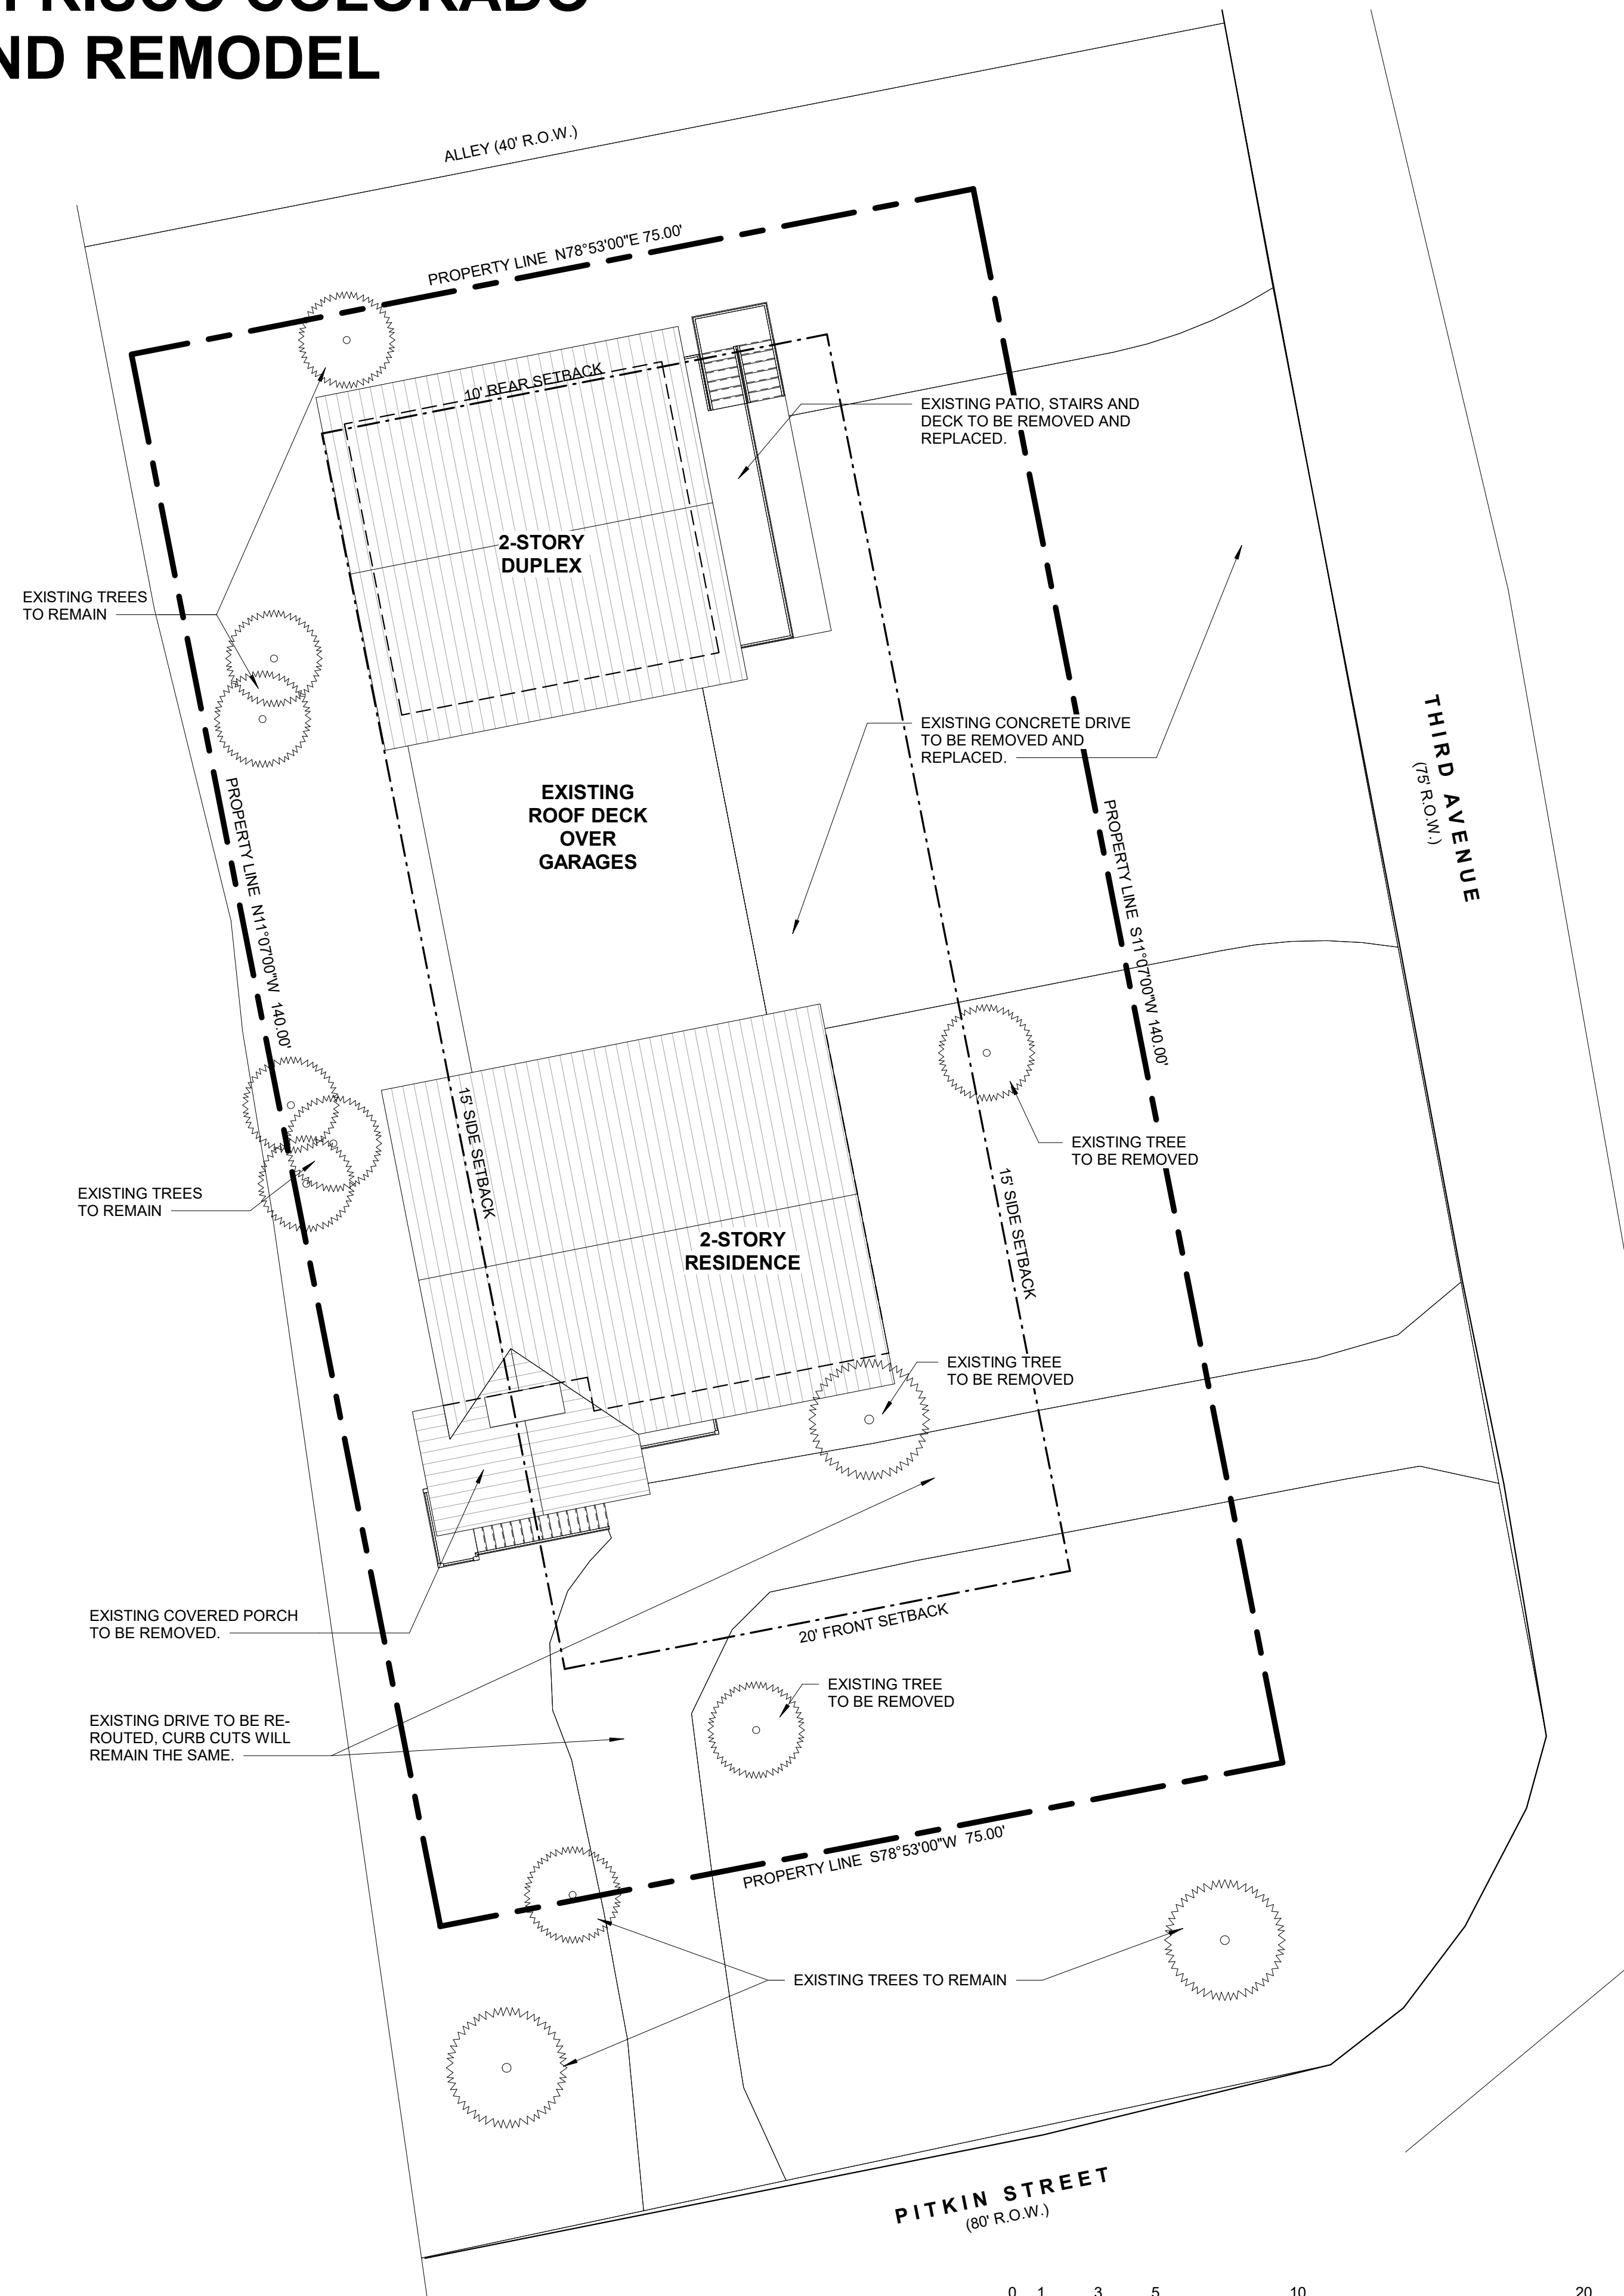 FRISCO COLORADO
ND REMODEL
ALLEY (40' R.O.W.)
PROPERTY LINE N78°53'00"E 75.00'
10' REAR SETBACK
EXISTING PATIO, STAIRS AND
DECK TO BE REMOVED AND
REPLACED.
2-STORY
DUPLEX
EXISTING TREES
TO REMAIN
EXISTING CONCRETE DRIVE
TO BE REMOVED AND
REPLACED.
THIRD AVENUE
(75' R.O.W.)
EXISTING
ROOF DECK
OVER
GARAGES
PROPERTY LINE N11°07'00"W 140.00'
PROPERTY LINE S11°07'00"W 140.00'
15' SIDE SETBACK
EXISTING TREE
TO BE REMOVED
EXISTING TREES
TO REMAIN
15' SIDE SETBACK
2-STORY
RESIDENCE
EXISTING TREE
TO BE REMOVED
EXISTING COVERED PORCH
TO BE REMOVED.
20' FRONT SETBACK
EXISTING TREE
TO BE REMOVED
EXISTING DRIVE TO BE RE-
ROUTED, CURB CUTS WILL
REMAIN THE SAME.
PROPERTY LINE S78°53'00"W 75.00'
EXISTING TREES TO REMAIN
PITKIN STREET
(80' R.O.W.)
0 1 3 5 10 20